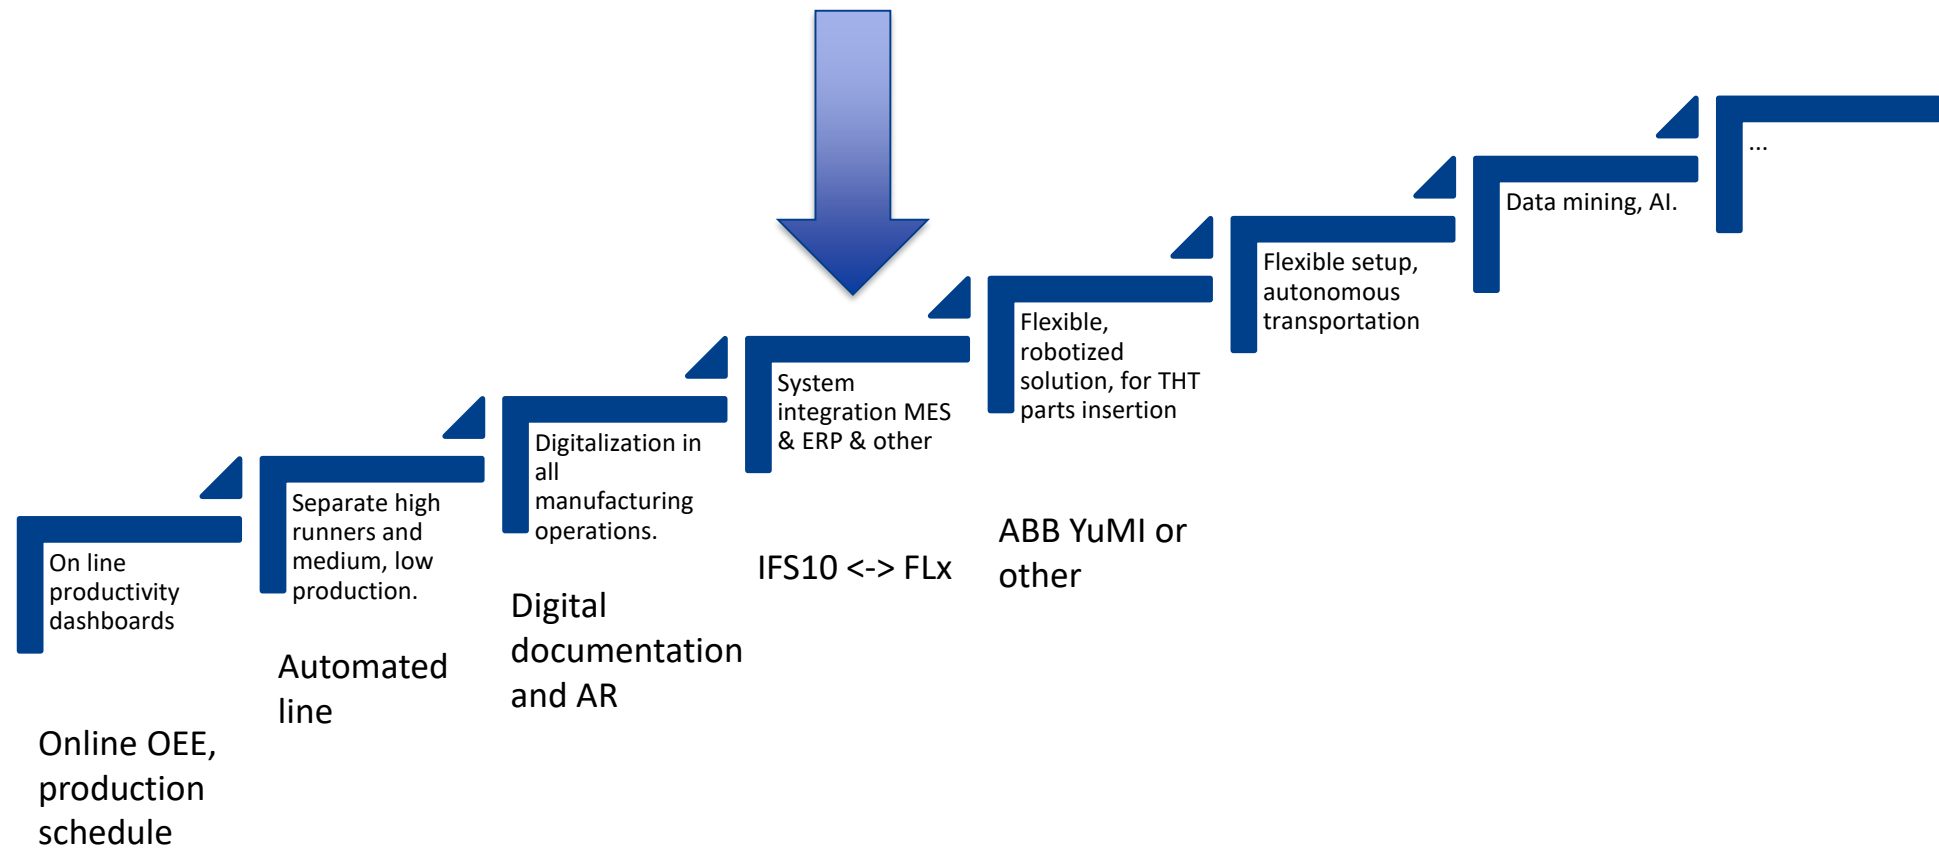 On line
productivity
dashboards
Online OEE,
production
schedule
Separate high
runners and
medium, low
production.
Automated
line
Digitalization in
all
manufacturing
operations.
Digital
documentation
and AR
System
integration MES
& ERP & other
IFS10 <-> FLx
Flexible,
robotized
solution, for THT
parts insertion
ABB YuMI or
other
Flexible setup,
autonomous
transportation
Data mining, AI.
...